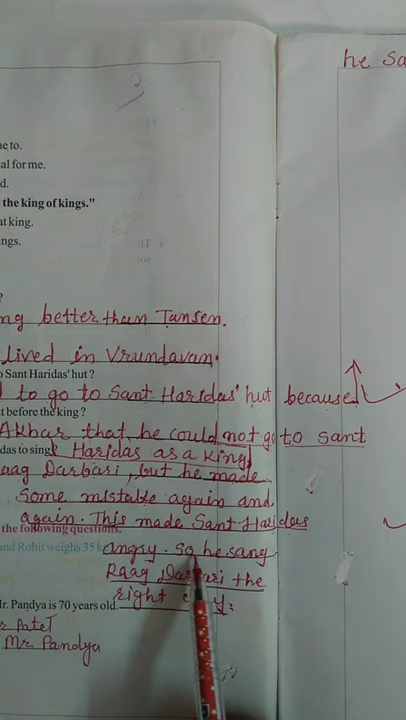 he sa
e to.
al for me.
d.
the king of kings."
at king.
ngs.
?
ng better than Tansen.
lived in Vrundavan.
o Sant Haridas' hut ?
to go to Sant Haridas' hut because
t before the king ?
Akbar that he could not go to Sant
das to sing Haridas as a king
aag Darbari, but he made
some mistake again and
again. This made Sant Haridas
the following questions.
and Rohit weighs 35 k
angry. so he sang
Raag Darbari the
right
Mr. Pandya is 70 years old.
r Patel
Mr Pandya